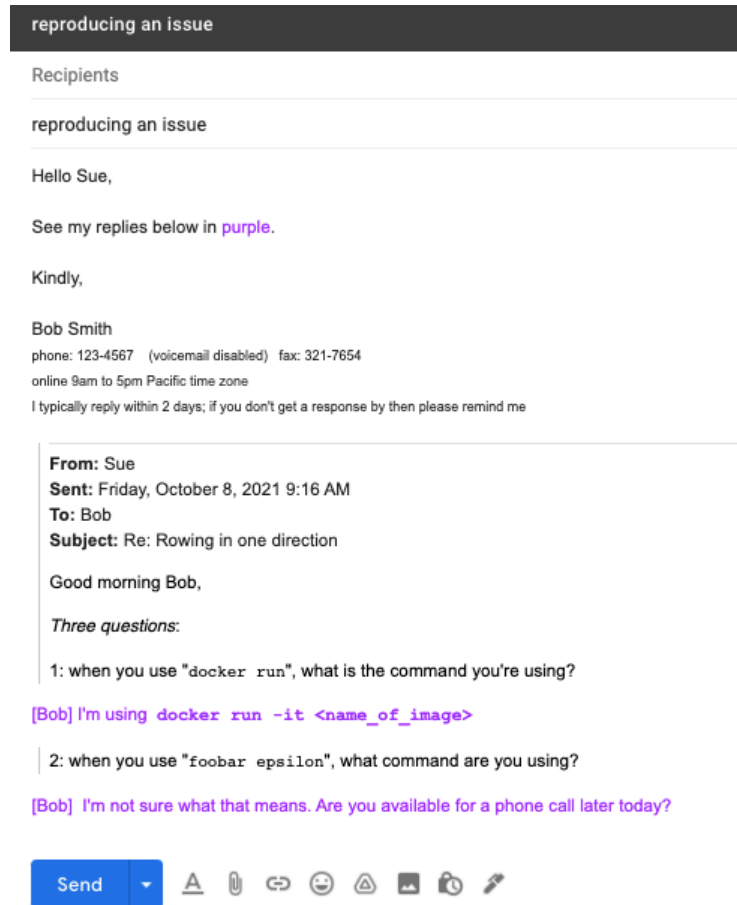 reproducing an issue
Recipients
reproducing an issue
Hello Sue,
See my replies below in purple.
Kindly,
Bob Smith
phone: 123-4567 (voicemail disabled) fax: 321-7654
online 9am to 5pm Pacific time zone
I typically reply within 2 days; if you don't get a response by then please remind me
From: Sue
Sent: Friday, October 8, 2021 9:16 AM
To: Bob
Subject: Re: Rowing in one direction
Good morning Bob,
Three questions:
1: when you use "docker run", what is the command you're using?
[Bob] I'm using docker run -it <name_of_image>
2: when you use "foobar epsilon", what command are you using?
[Bob] I'm not sure what that means. Are you available for a phone call later today?
Send